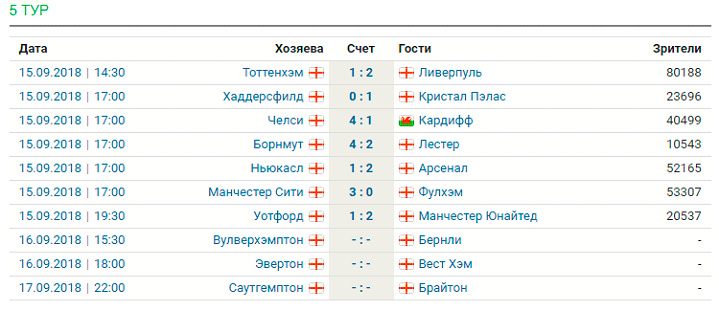 5 ТУР
Дата Хозяева Счет Гости Зрители
15.09.2018 | 14:30 Тоттенхэм 1 : 2 Ливерпуль 80188
15.09.2018 | 17:00 Хаддерсфилд 0 : 1 Кристал Пэлас 23696
15.09.2018 | 17:00 Челси 4 : 1 Кардифф 40499
15.09.2018 | 17:00 Борнмут 4 : 2 Лестер 10543
15.09.2018 | 17:00 Ньюкасл 1 : 2 Арсенал 52165
15.09.2018 | 17:00 Манчестер Сити 3 : 0 Фулхэм 53307
15.09.2018 | 19:30 Уотфорд 1 : 2 Манчестер Юнайтед 20537
16.09.2018 | 15:30 Вулверхэмптон - : - Бернли -
16.09.2018 | 18:00 Эвертон - : - Вест Хэм -
17.09.2018 | 22:00 Саутгемптон - : - Брайтон -